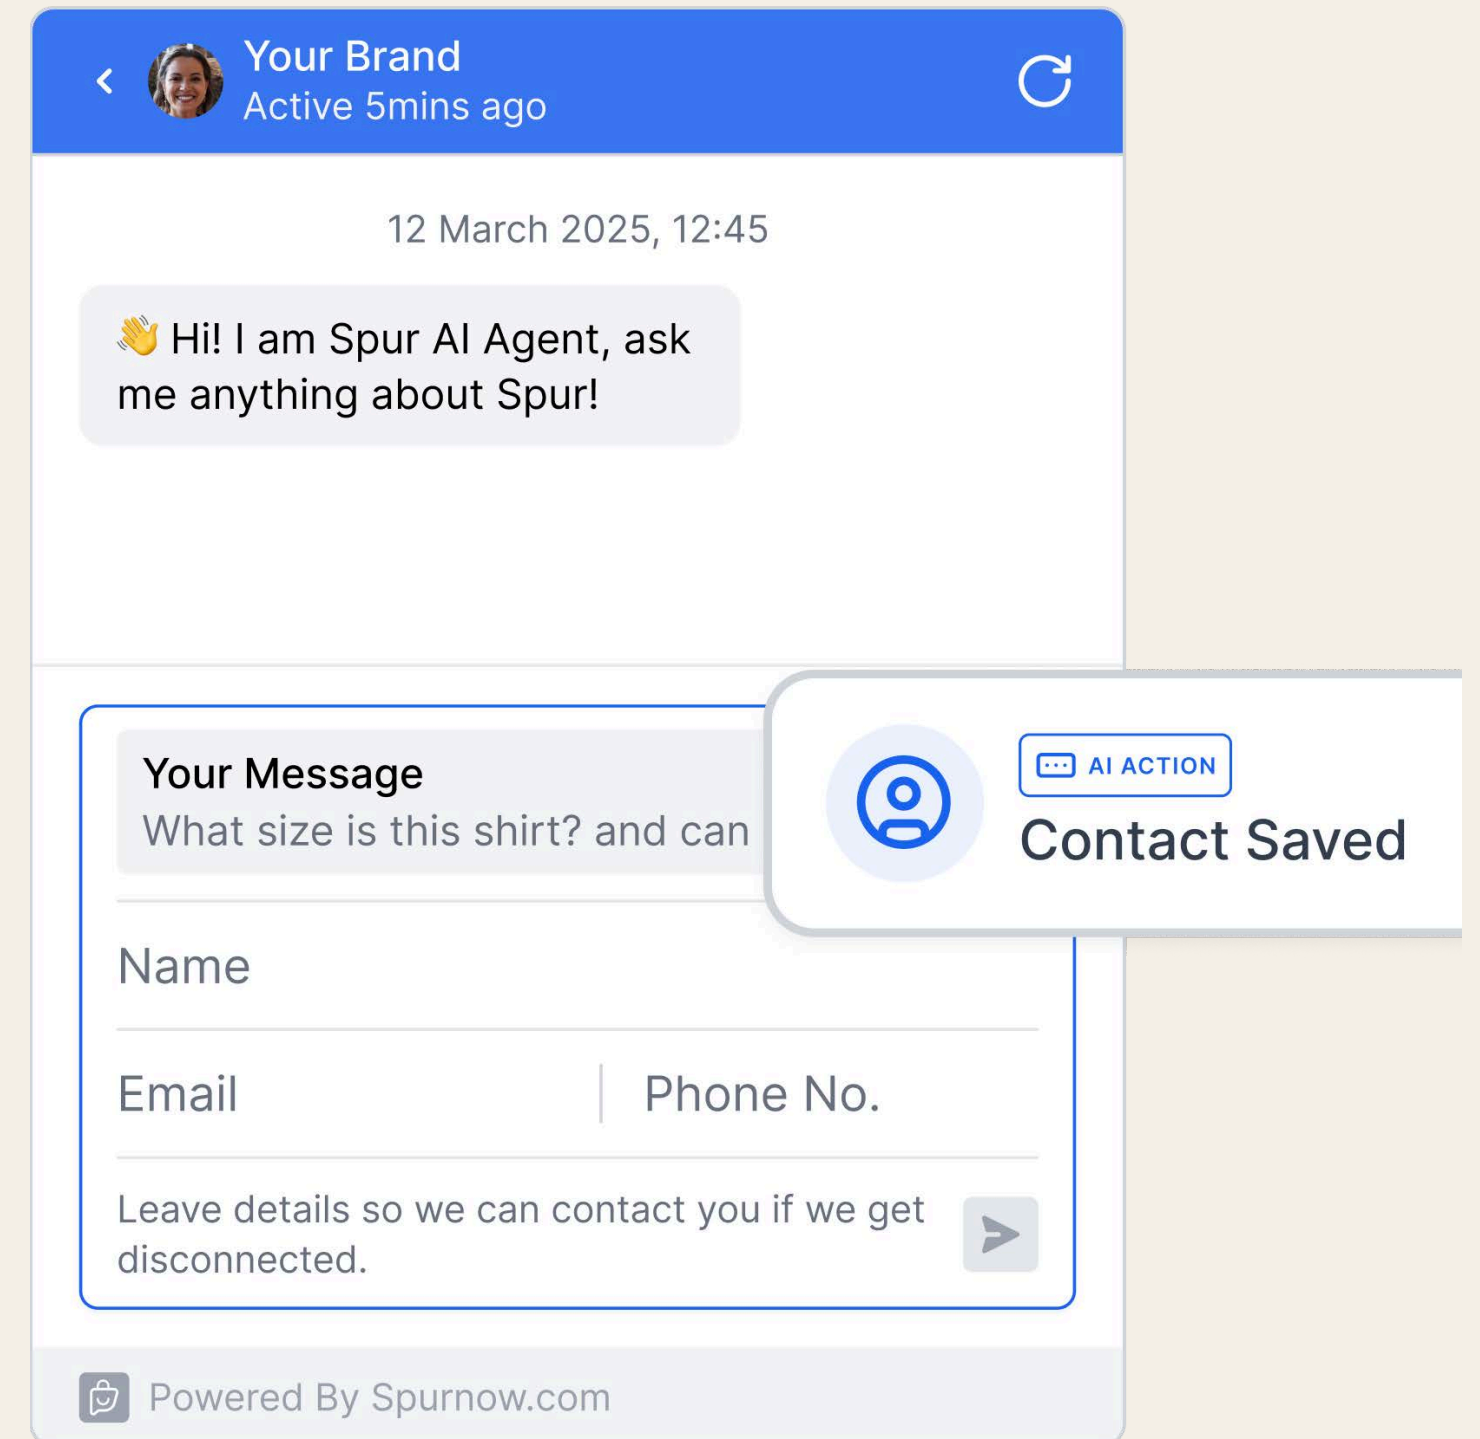 Your Brand
Active 5mins ago
12 March 2025, 12:45
👋 Hi! I am Spur AI Agent, ask
me anything about Spur!
Your Message
What size is this shirt? and can
AI ACTION
Contact Saved
Name
Email
Phone No.
Leave details so we can contact you if we get
disconnected.
Powered By Spurnow.com